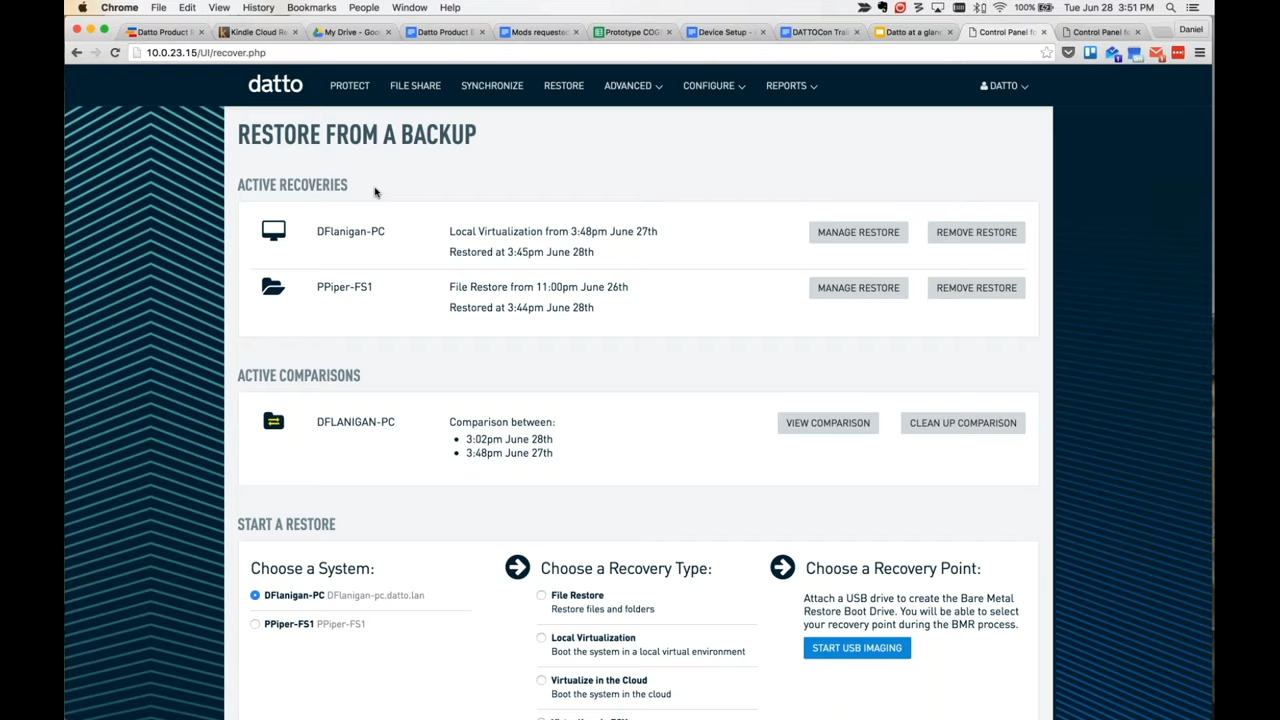 Chrome File Edit View History Bookmarks People Window Help 100% Tue Jun 28 3:51 PM
Datto Product F Kindle Cloud Re My Drive - Goo Datto Product B Mods requested Prototype COG Device Setup - DATTOCon Train Datto at a glanc Control Panel fo Control Panel fo Daniel
10.0.23.15/UI/recover.php
datto PROTECT FILE SHARE SYNCHRONIZE RESTORE ADVANCED CONFIGURE REPORTS DATTO
RESTORE FROM A BACKUP
ACTIVE RECOVERIES
DFlanigan-PC Local Virtualization from 3:48pm June 27th MANAGE RESTORE REMOVE RESTORE
Restored at 3:45pm June 28th
PPiper-FS1 File Restore from 11:00pm June 26th MANAGE RESTORE REMOVE RESTORE
Restored at 3:44pm June 28th
ACTIVE COMPARISONS
DFLANIGAN-PC Comparison between: VIEW COMPARISON CLEAN UP COMPARISON
• 3:02pm June 28th
• 3:48pm June 27th
START A RESTORE
Choose a System:
DFlanigan-PC DFlanigan-pc.datto.lan
PPiper-FS1 PPiper-FS1
Choose a Recovery Type:
File Restore
Restore files and folders
Local Virtualization
Boot the system in a local virtual environment
Virtualize in the Cloud
Boot the system in the cloud
Choose a Recovery Point:
Attach a USB drive to create the Bare Metal
Restore Boot Drive. You will be able to select
your recovery point during the BMR process.
START USB IMAGING